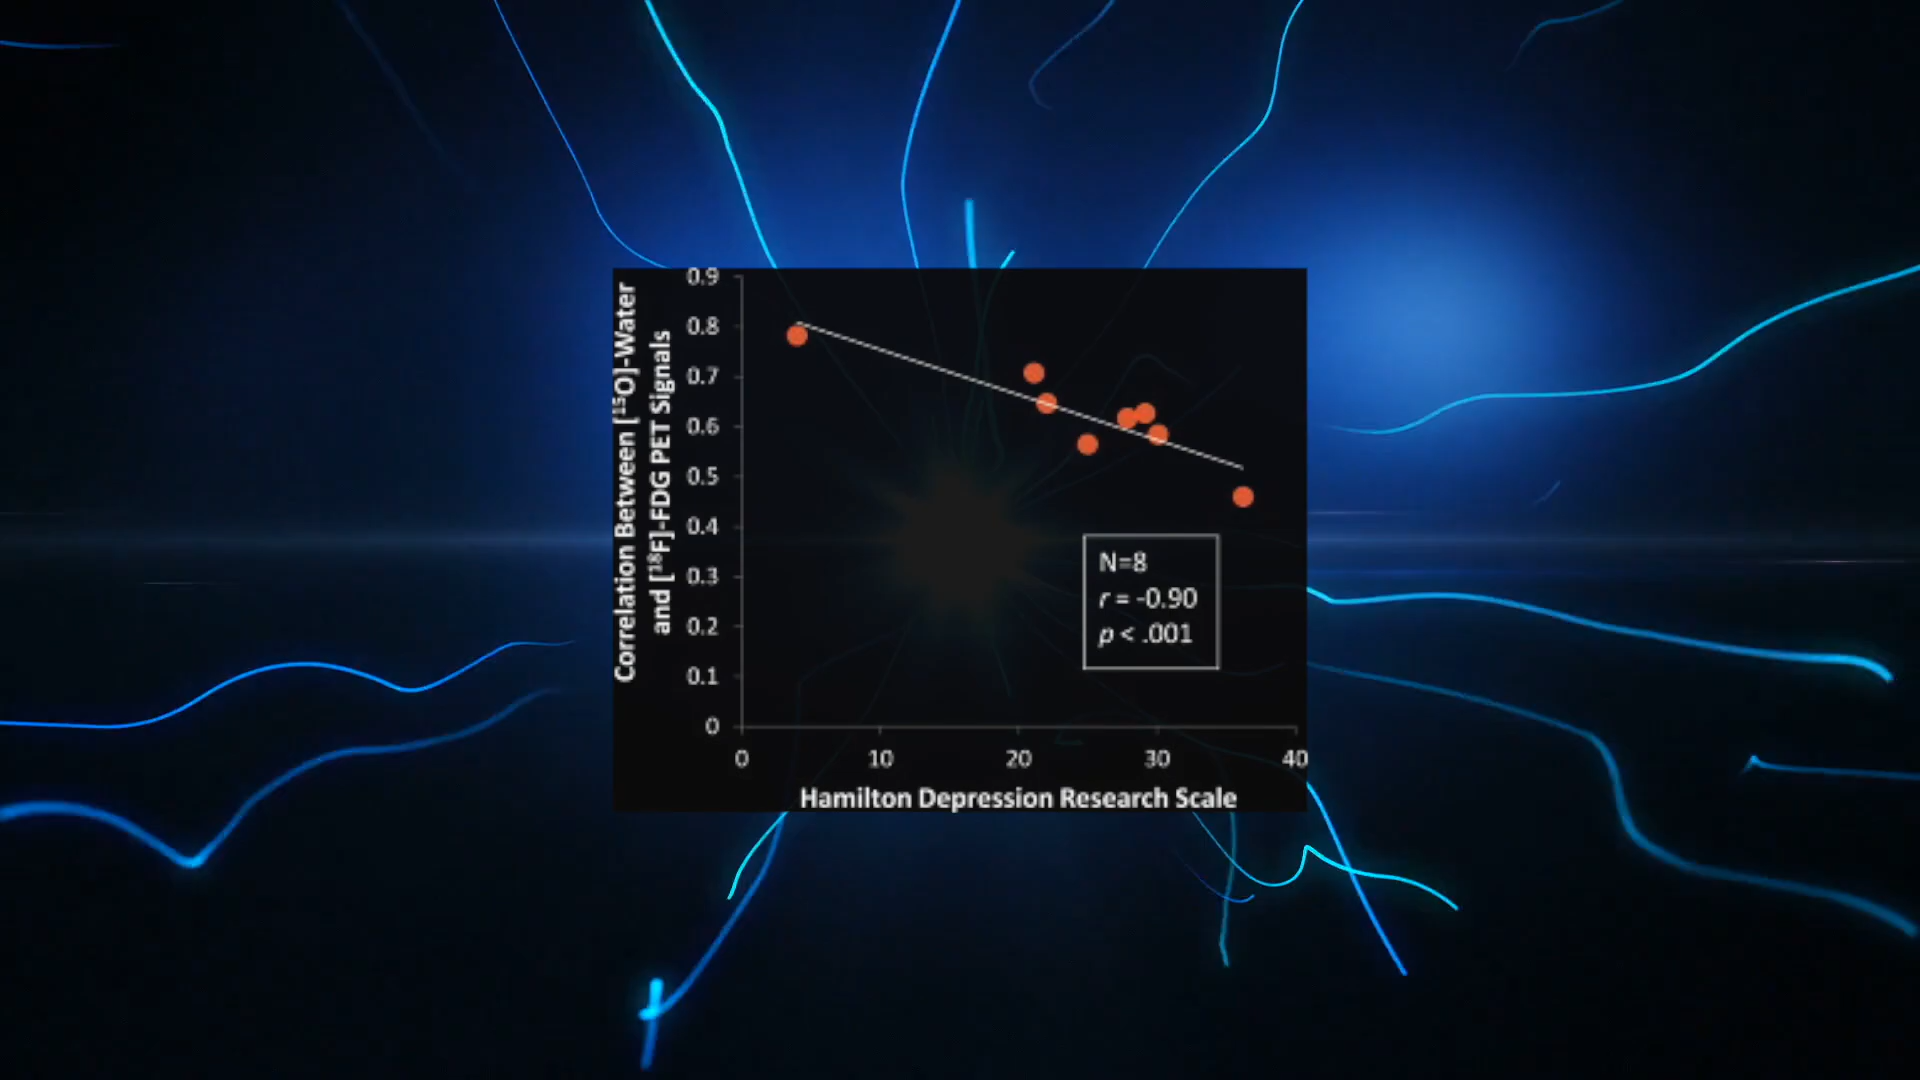 Correlation Between [¹⁵O]-Water
and [¹⁸F]-FDG PET Signals
0.9
0.8
0.7
0.6
0.5
0.4
0.3
0.2
0.1
0
N=8
r = -0.90
p < .001
0 10 20 30 40
Hamilton Depression Research Scale